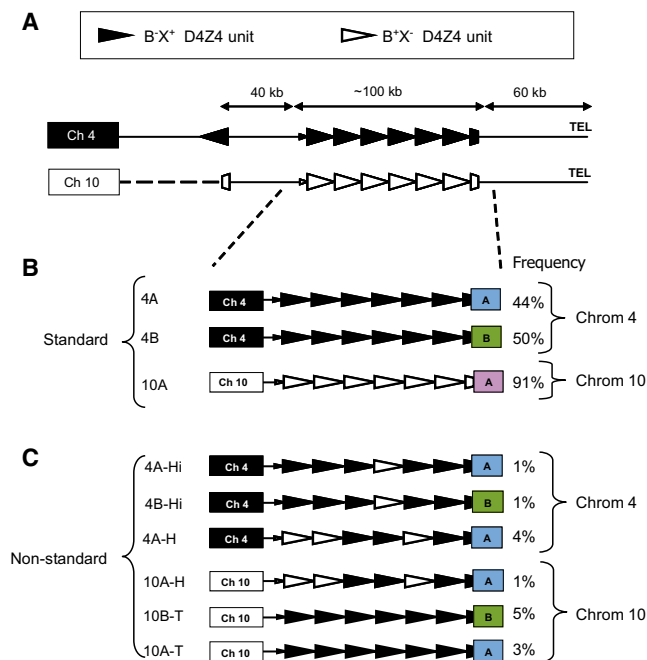 A
B⁻X⁺ D4Z4 unit B⁺X⁻ D4Z4 unit
40 kb ~100 kb 60 kb
Ch 4 TEL
Ch 10 TEL
B Frequency
Standard
4A Ch 4 A 44%
4B Ch 4 B 50%
Chrom 4
10A Ch 10 A 91% Chrom 10
C
Non-standard
4A-Hi Ch 4 A 1%
4B-Hi Ch 4 B 1% Chrom 4
4A-H Ch 4 A 4%
10A-H Ch 10 A 1%
10B-T Ch 10 B 5% Chrom 10
10A-T Ch 10 A 3%